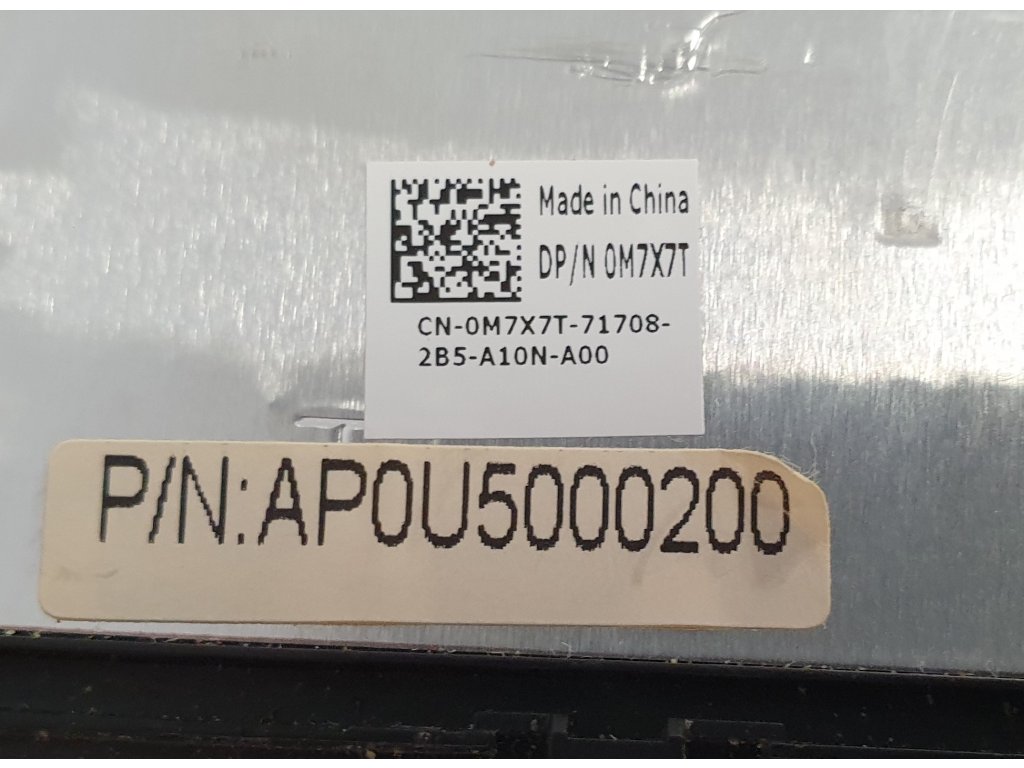 Made in China
DP/N 0M7X7T
CN-0M7X7T-71708-
2B5-A10N-A00
P/N:AP0U5000200